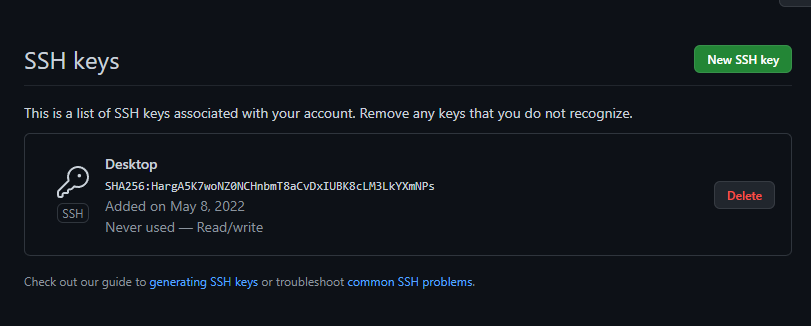 SSH keys
New SSH key
This is a list of SSH keys associated with your account. Remove any keys that you do not recognize.
Desktop
SHA256:HargA5K7woNZ0NCHnbmT8aCvDxIUBK8cLM3LkYXmNPs
SSH
Added on May 8, 2022
Never used — Read/write
Delete
Check out our guide to generating SSH keys or troubleshoot common SSH problems.